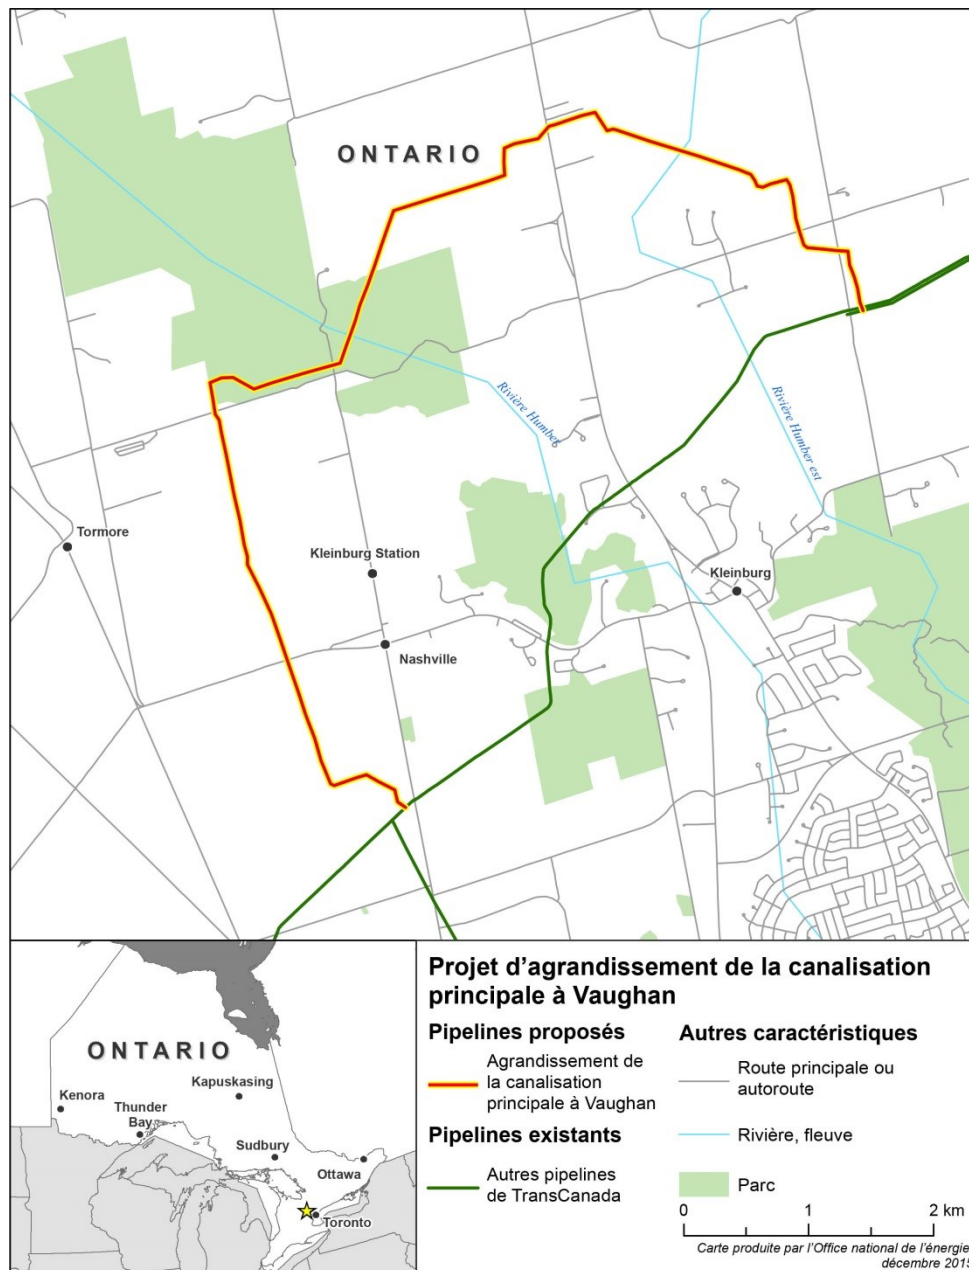 ONTARIO
Rivière Humber
Rivière Humber est
Tormore
Kleinburg Station
Kleinburg
Nashville
ONTARIO
Kenora
Kapuskasing
Thunder
Bay
Sudbury
Ottawa
Toronto
Projet d'agrandissement de la canalisation
principale à Vaughan
Pipelines proposés
Agrandissement de
la canalisation
principale à Vaughan
Pipelines existants
Autres pipelines
de TransCanada
Autres caractéristiques
Route principale ou
autoroute
Rivière, fleuve
Parc
0 1 2 km
Carte produite par l'Office national de l'énergie,
décembre 2015